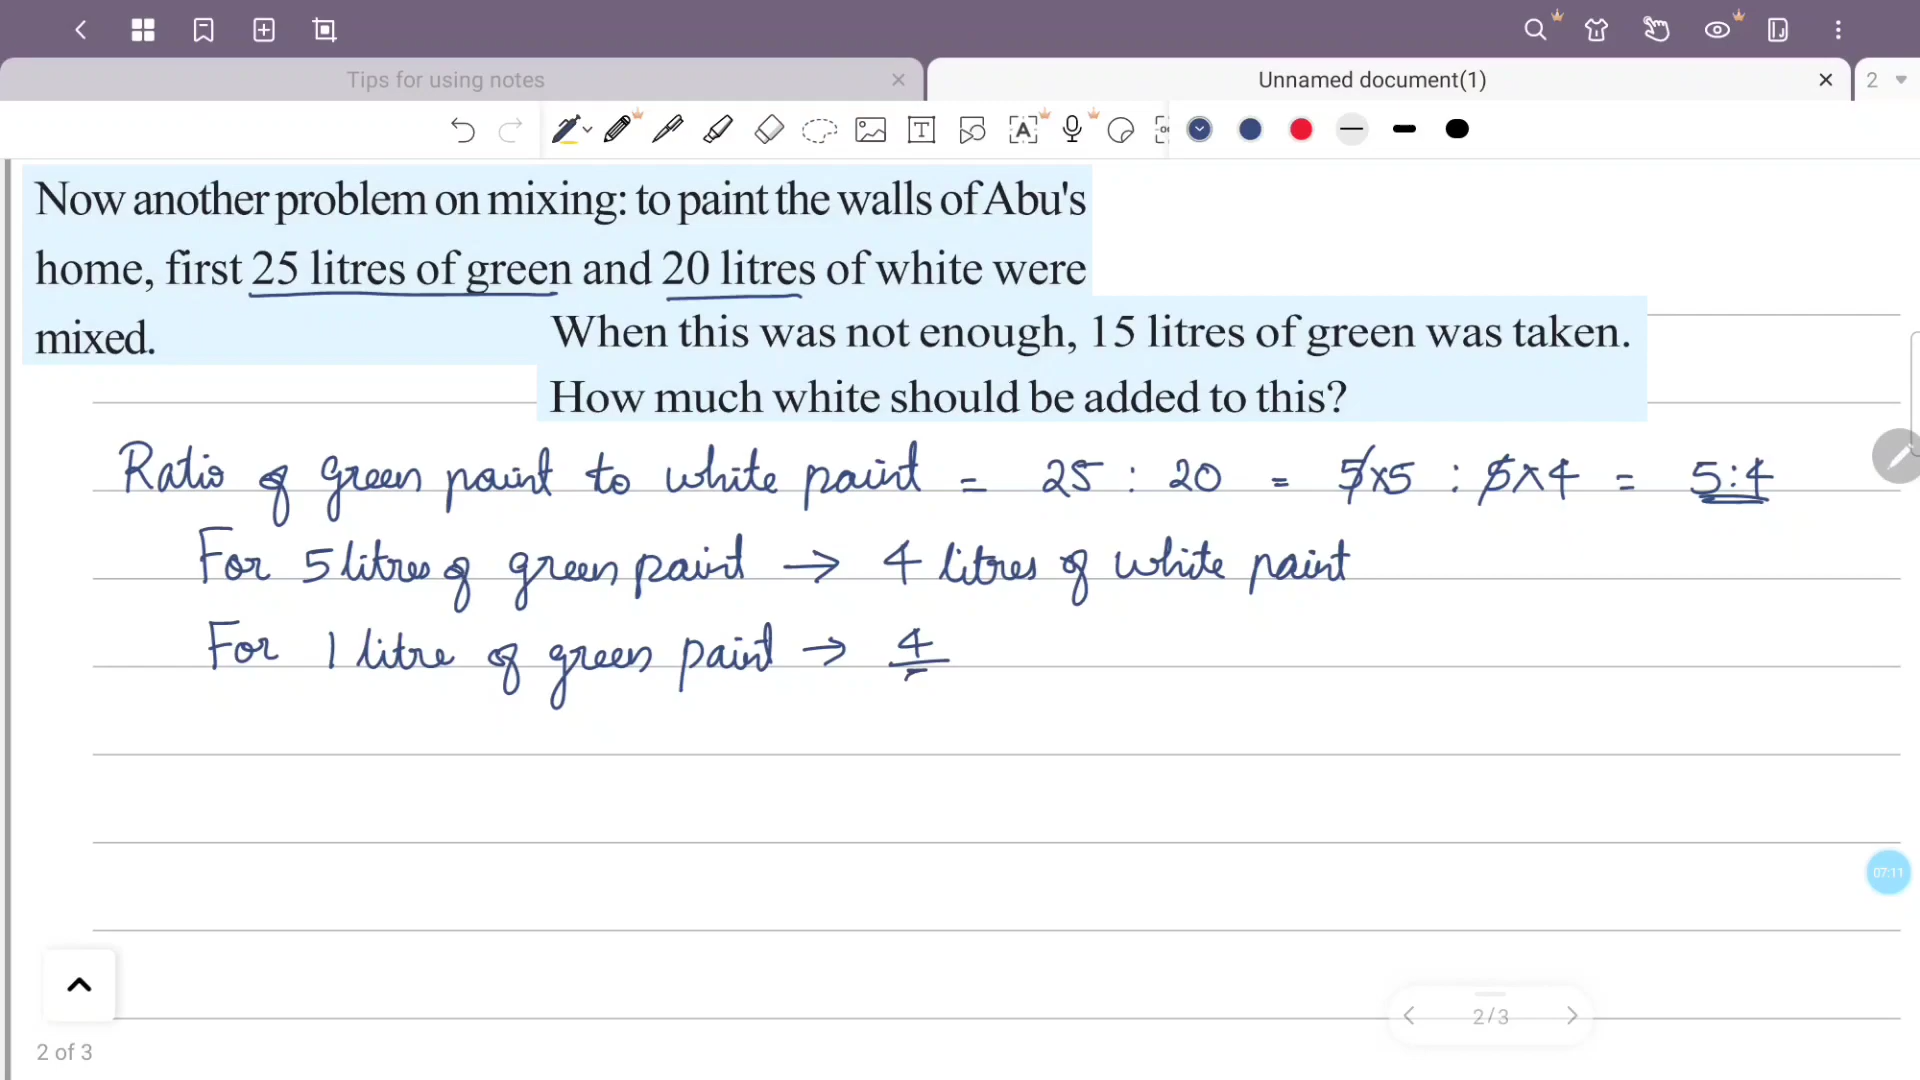 Tips for using notes
Unnamed document(1)
2
Now another problem on mixing: to paint the walls of Abu's
home, first 25 litres of green and 20 litres of white were
mixed.
When this was not enough, 15 litres of green was taken.
How much white should be added to this?
Ratio of green paint to white paint = 25 : 20 = 5x5 : 5x4 = 5:4
For 5 litres of green paint → 4 litres of white paint
For 1 litre of green paint → 4
07:11
2/3
2 of 3